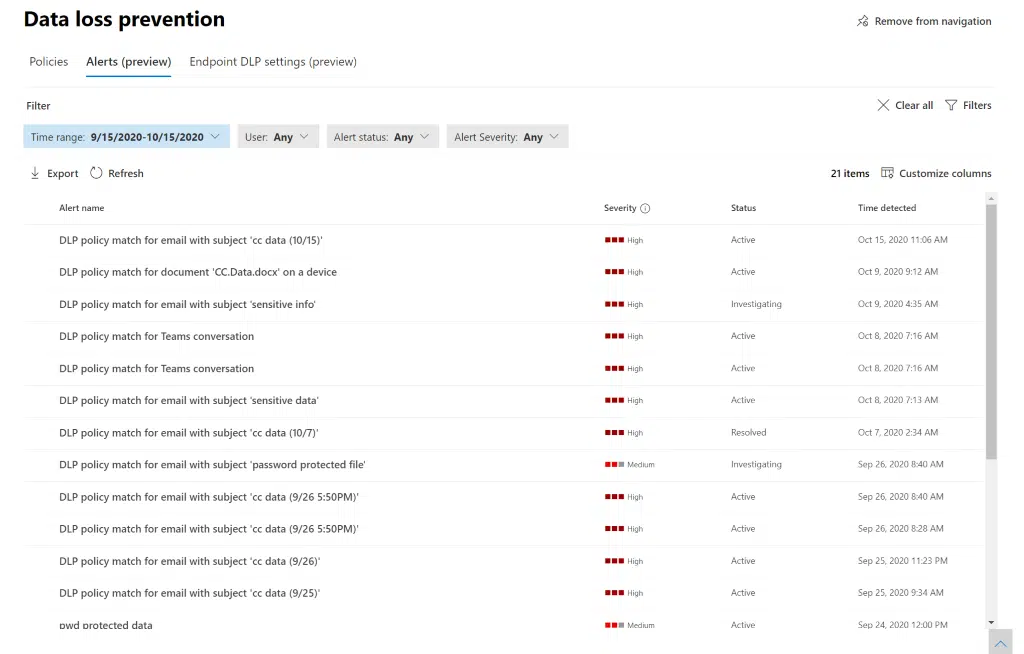 Data loss prevention
Remove from navigation
Policies Alerts (preview) Endpoint DLP settings (preview)
Filter
Clear all Filters
Time range: 9/15/2020-10/15/2020 User: Any Alert status: Any Alert Severity: Any
Export Refresh 21 items Customize columns
Alert name Severity Status Time detected
DLP policy match for email with subject 'cc data (10/15)' High Active Oct 15, 2020 11:06 AM
DLP policy match for document 'CC.Data.docx' on a device High Active Oct 9, 2020 9:12 AM
DLP policy match for email with subject 'sensitive info' High Investigating Oct 9, 2020 4:35 AM
DLP policy match for Teams conversation High Active Oct 8, 2020 7:16 AM
DLP policy match for Teams conversation High Active Oct 8, 2020 7:16 AM
DLP policy match for email with subject 'sensitive data' High Active Oct 8, 2020 7:13 AM
DLP policy match for email with subject 'cc data (10/7)' High Resolved Oct 7, 2020 2:34 AM
DLP policy match for email with subject 'password protected file' Medium Investigating Sep 26, 2020 8:40 AM
DLP policy match for email with subject 'cc data (9/26 5:50PM)' High Active Sep 26, 2020 8:40 AM
DLP policy match for email with subject 'cc data (9/26 5:50PM)' High Active Sep 26, 2020 8:28 AM
DLP policy match for email with subject 'cc data (9/26)' High Active Sep 25, 2020 11:23 PM
DLP policy match for email with subject 'cc data (9/25)' High Active Sep 25, 2020 9:34 AM
pwd protected data Medium Active Sep 24, 2020 12:00 PM